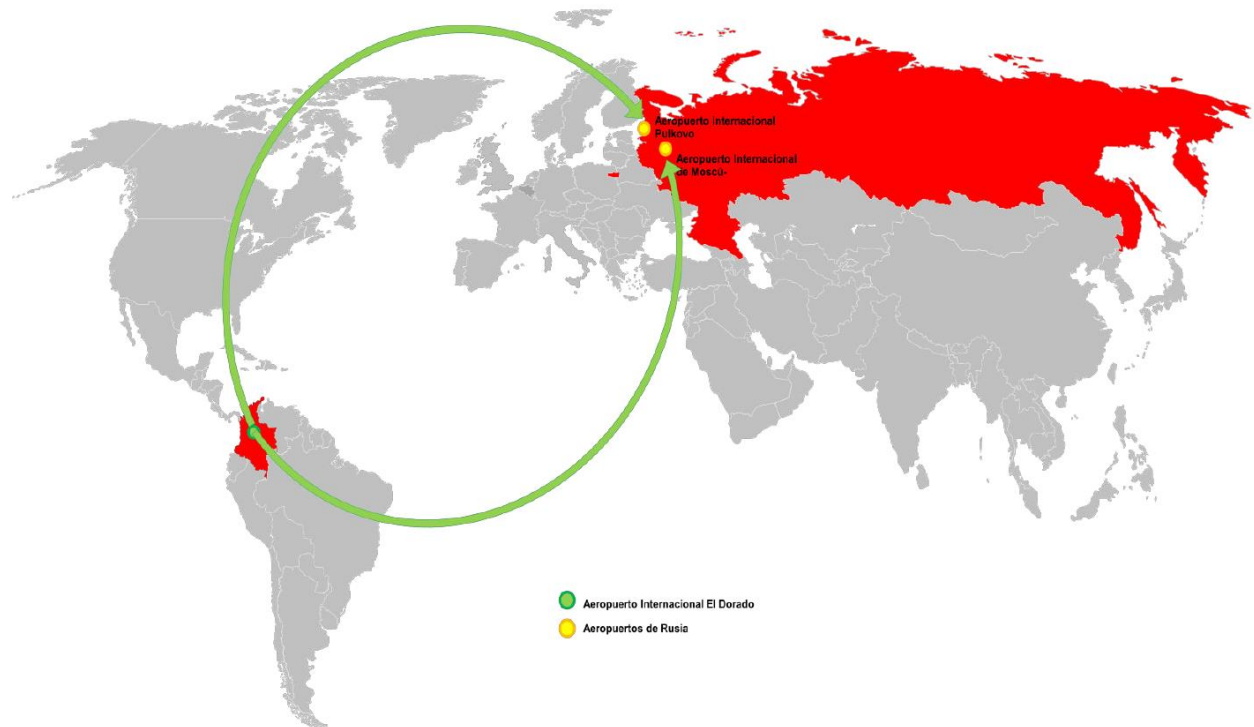 Aeropuerto Internacional
Pulkovo
Aeropuerto Internacional
de Moscú-
Aeropuerto Internacional El Dorado
Aeropuertos de Rusia